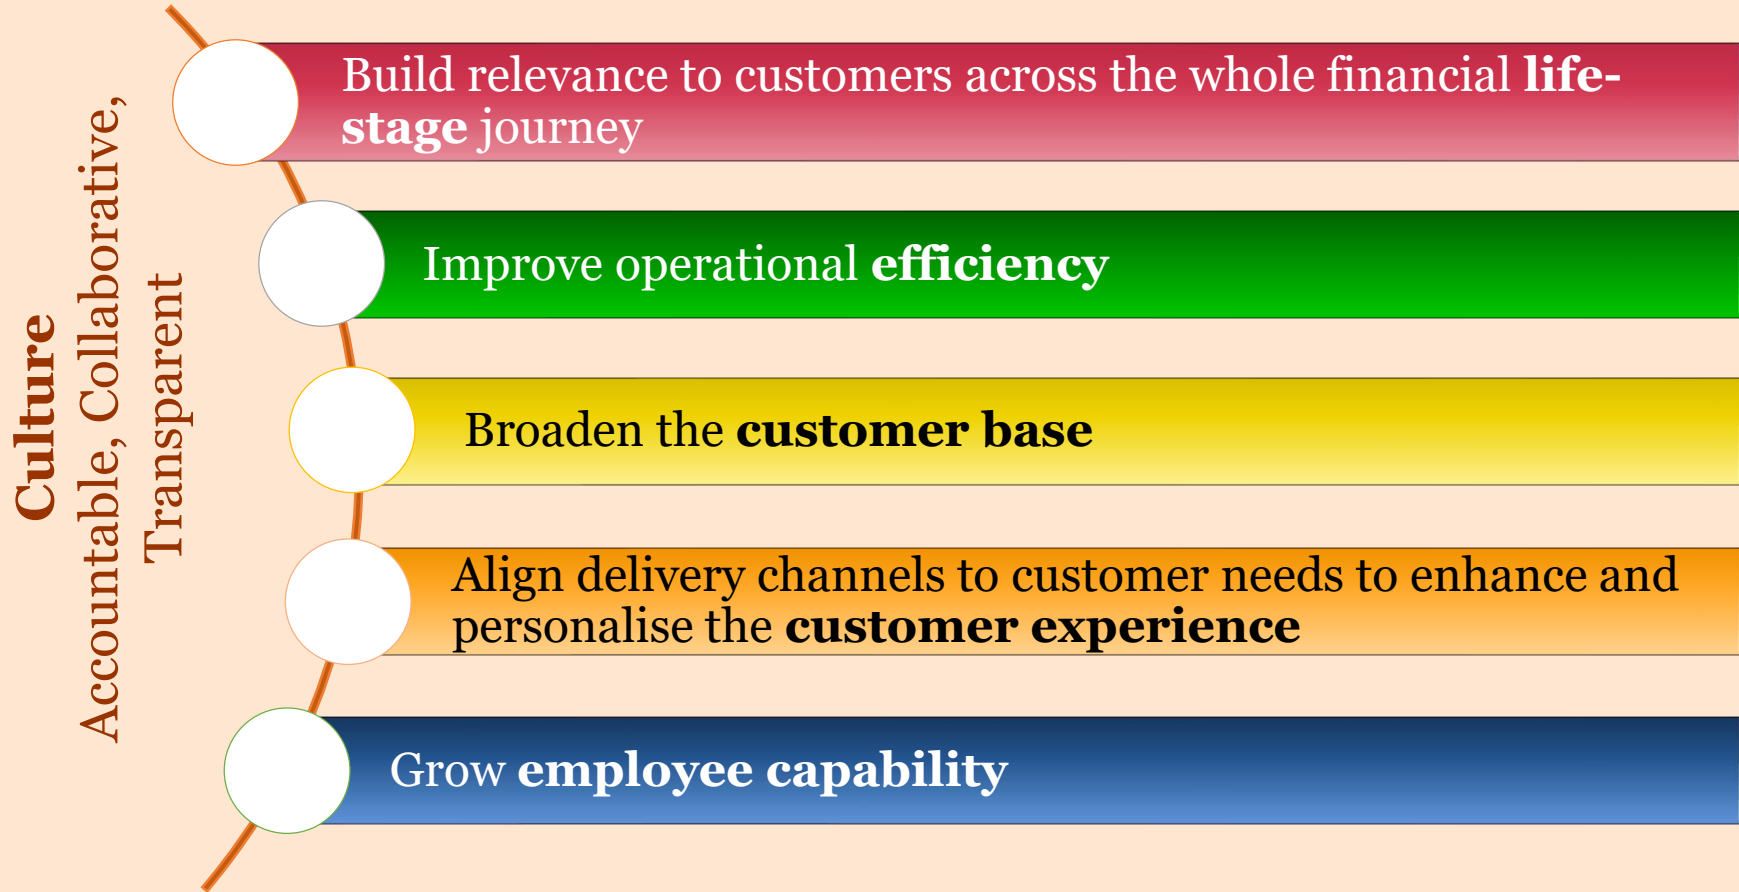 Culture
Accountable, Collaborative,
Transparent
Build relevance to customers across the whole financial life-
stage journey
Improve operational efficiency
Broaden the customer base
Align delivery channels to customer needs to enhance and
personalise the customer experience
Grow employee capability